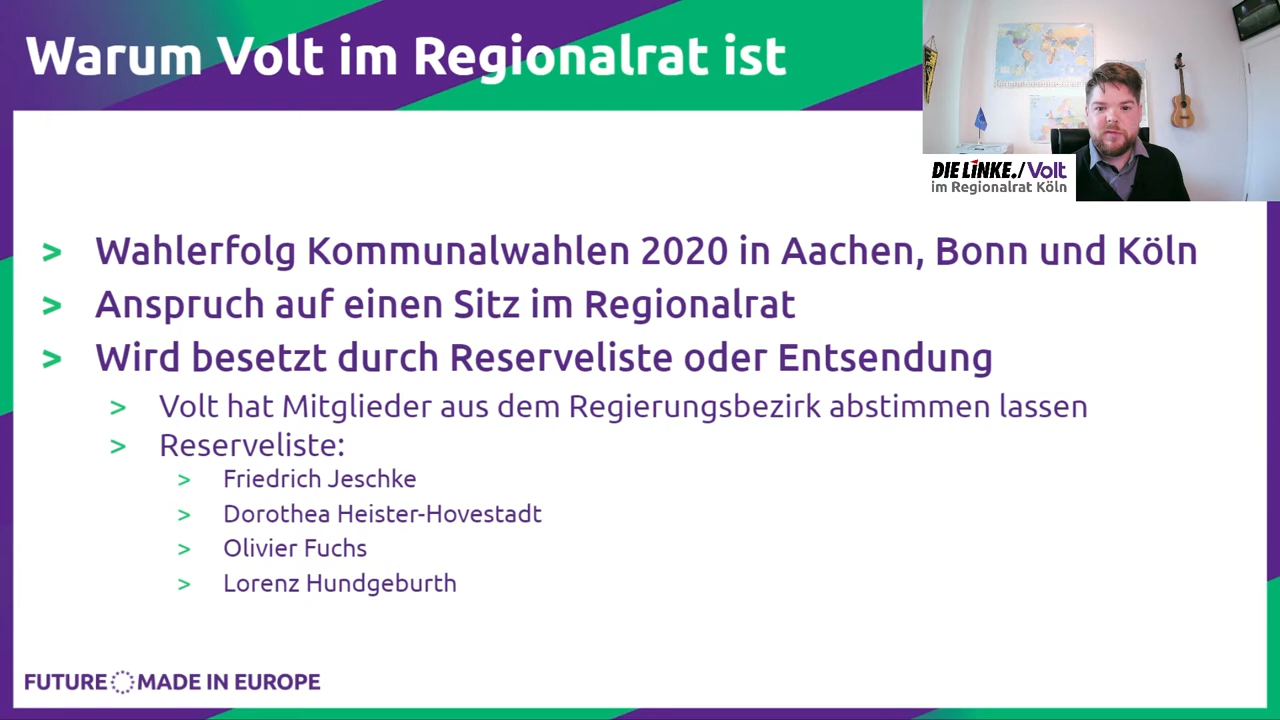 Warum Volt im Regionalrat ist
DIE LINKE./Volt
im Regionalrat Köln
> Wahlerfolg Kommunalwahlen 2020 in Aachen, Bonn und Köln
> Anspruch auf einen Sitz im Regionalrat
> Wird besetzt durch Reserveliste oder Entsendung
> Volt hat Mitglieder aus dem Regierungsbezirk abstimmen lassen
> Reserveliste:
> Friedrich Jeschke
> Dorothea Heister-Hovestadt
> Olivier Fuchs
> Lorenz Hundgeburth
FUTURE MADE IN EUROPE